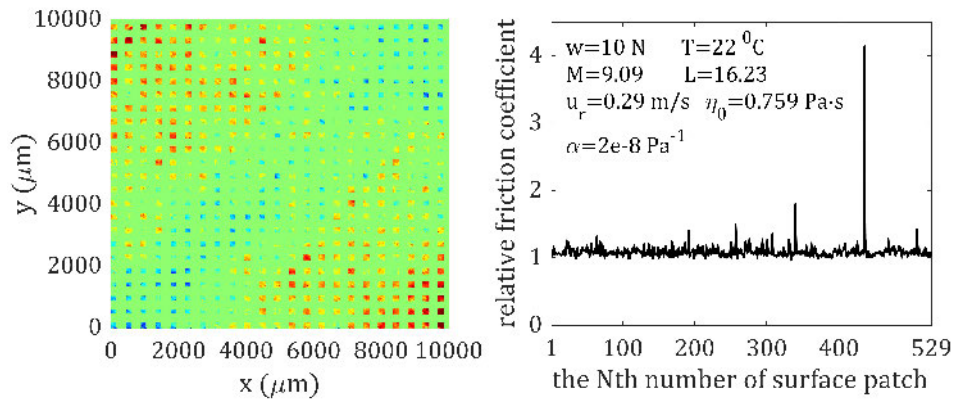 10000
8000
6000
4000
2000
0
y (μm)
0 2000 4000 6000 8000 10000
x (μm)
relative friction coefficient
4
3
2
1
0
w=10 N T=22 ⁰C
M=9.09 L=16.23
uᵣ=0.29 m/s η₀=0.759 Pa·s
α=2e-8 Pa⁻¹
1 100 200 300 400 529
the Nth number of surface patch